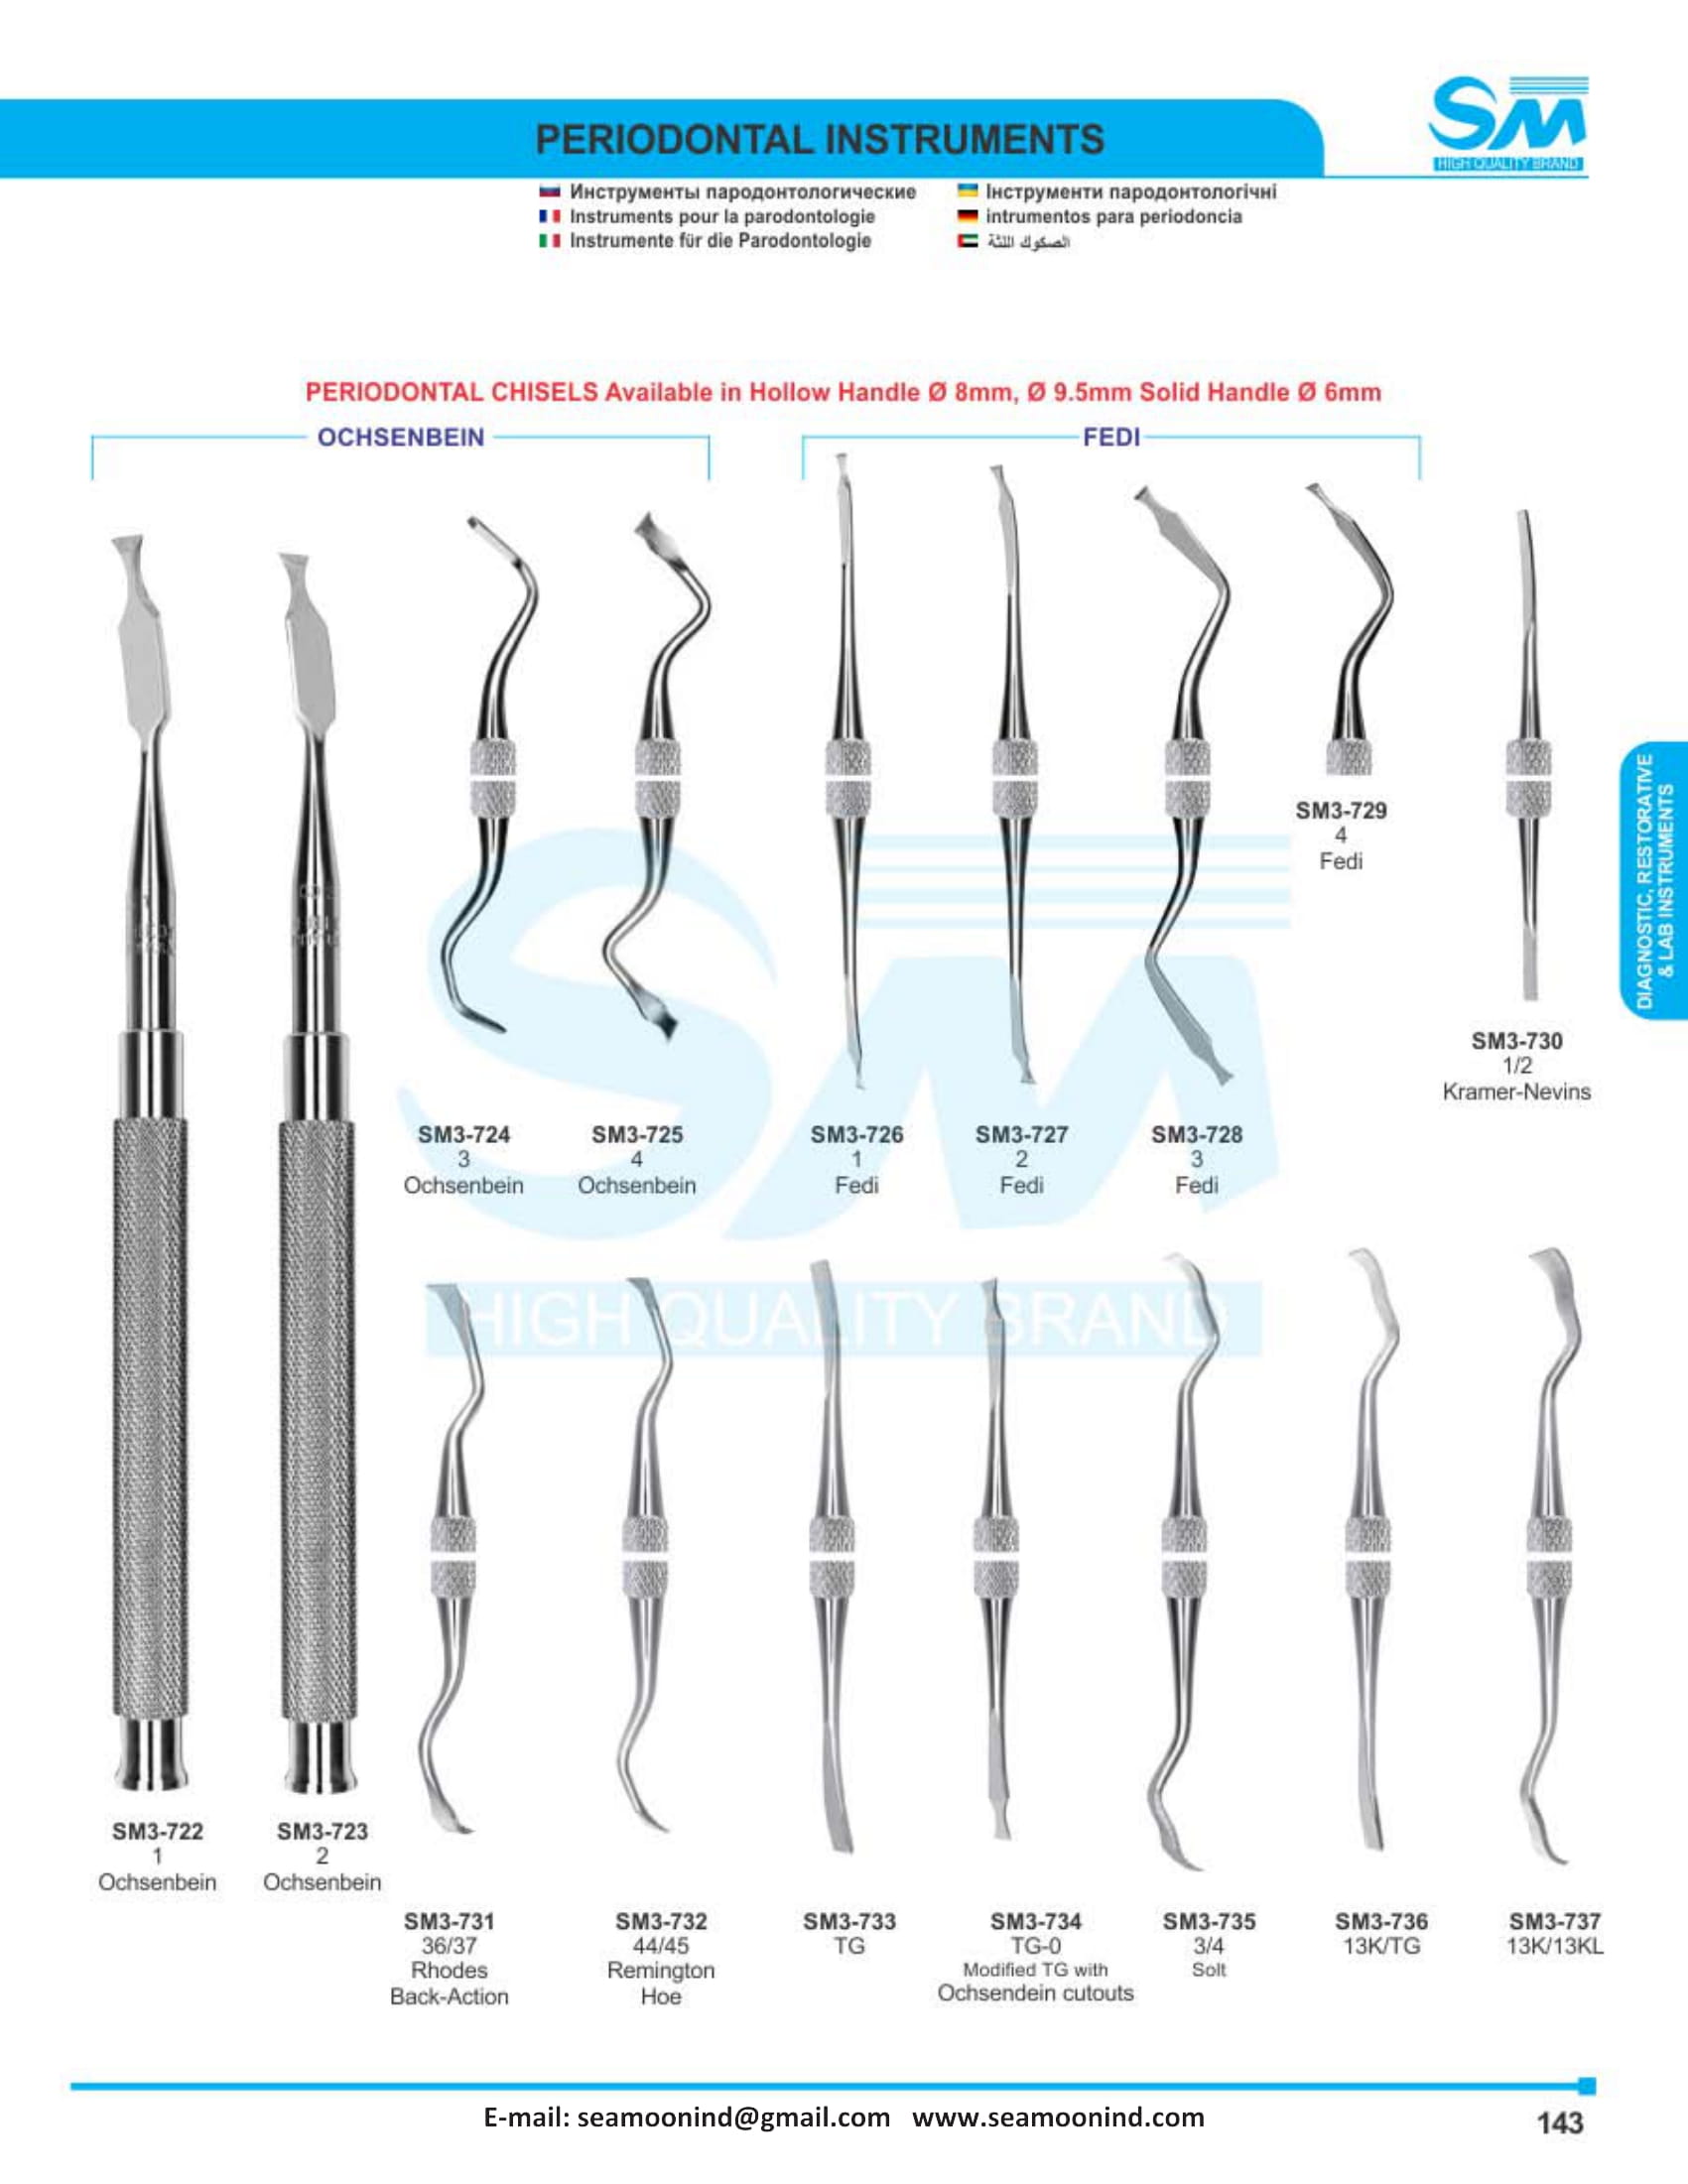 SM
HIGH QUALITY BRAND
PERIODONTAL INSTRUMENTS
Инструменты пародонтологические
Instruments pour la parodontologie
Instrumente für die Parodontologie
Інструменти пародонтологічні
intrumentos para periodoncia
الصكوك اللثة
PERIODONTAL CHISELS Available in Hollow Handle Ø 8mm, Ø 9.5mm Solid Handle Ø 6mm
OCHSENBEIN
FEDI
SM3-729
4
Fedi
DIAGNOSTIC, RESTORATIVE
& LAB INSTRUMENTS
SM3-730
1/2
Kramer-Nevins
SM3-724
3
Ochsenbein
SM3-725
4
Ochsenbein
SM3-726
1
Fedi
SM3-727
2
Fedi
SM3-728
3
Fedi
SM
HIGH QUALITY BRAND
SM3-722
1
Ochsenbein
SM3-723
2
Ochsenbein
SM3-731
36/37
Rhodes
Back-Action
SM3-732
44/45
Remington
Hoe
SM3-733
TG
SM3-734
TG-0
Modified TG with
Ochsendein cutouts
SM3-735
3/4
Solt
SM3-736
13K/TG
SM3-737
13K/13KL
E-mail: seamoonind@gmail.com www.seamoonind.com
143